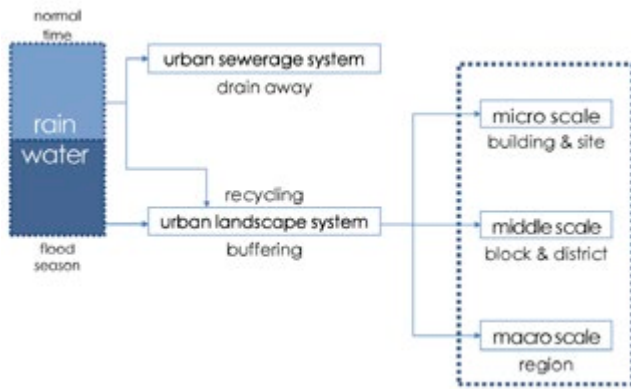 normal
time
rain
water
flood
season
urban sewerage system
drain away
recycling
urban landscape system
buffering
micro scale
building & site
middle scale
block & district
macro scale
region